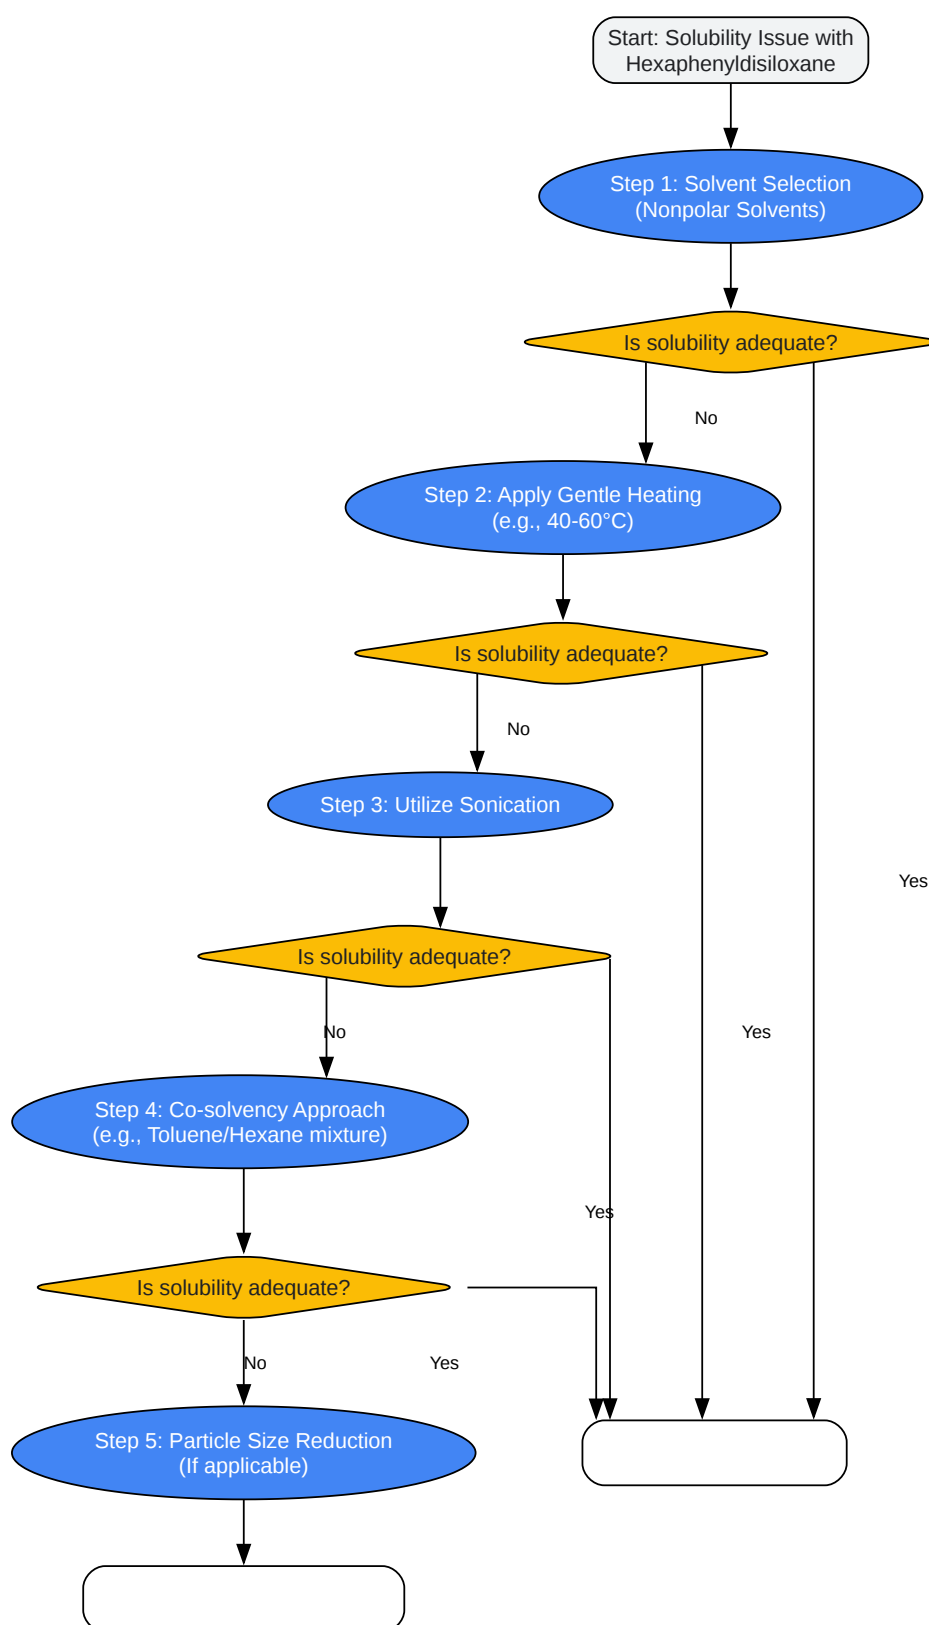 Start: Solubility Issue with
Hexaphenyldisiloxane
Step 1: Solvent Selection
(Nonpolar Solvents)
Is solubility adequate?
No
Step 2: Apply Gentle Heating
(e.g., 40-60°C)
Is solubility adequate?
No
Step 3: Utilize Sonication
Yes
Is solubility adequate?
No
Yes
Step 4: Co-solvency Approach
(e.g., Toluene/Hexane mixture)
Yes
Is solubility adequate?
No
Yes
Step 5: Particle Size Reduction
(If applicable)